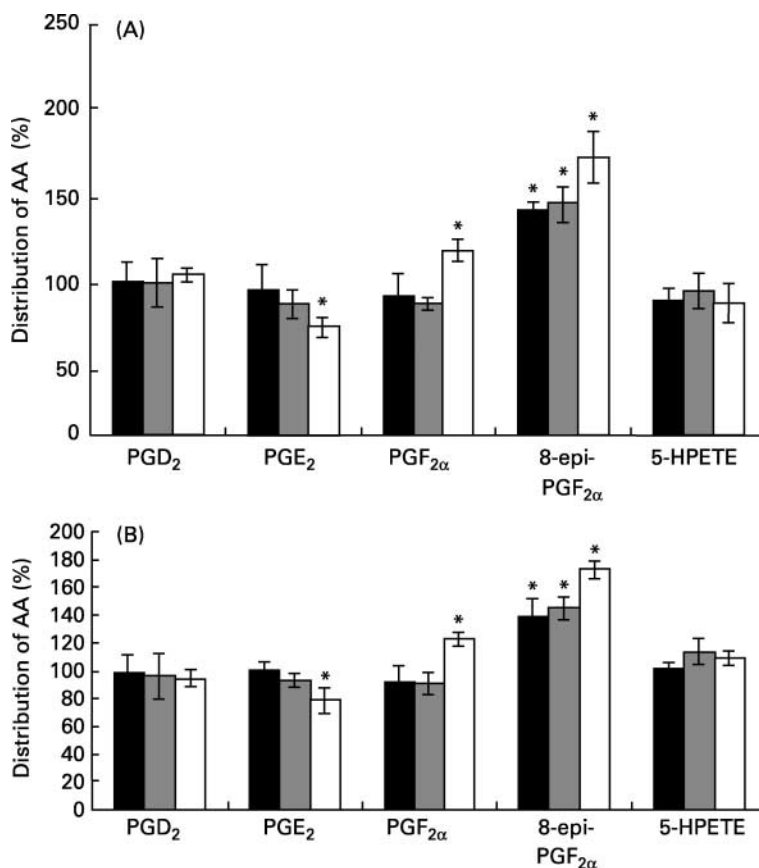 (A)
Distribution of AA (%)
250
200
150
100
50
0
* * * * *
PGD₂ PGE₂ PGF₂α 8-epi-PGF₂α 5-HPETE
(B)
Distribution of AA (%)
200
180
160
140
120
100
80
60
40
20
0
* * * * *
PGD₂ PGE₂ PGF₂α 8-epi-PGF₂α 5-HPETE